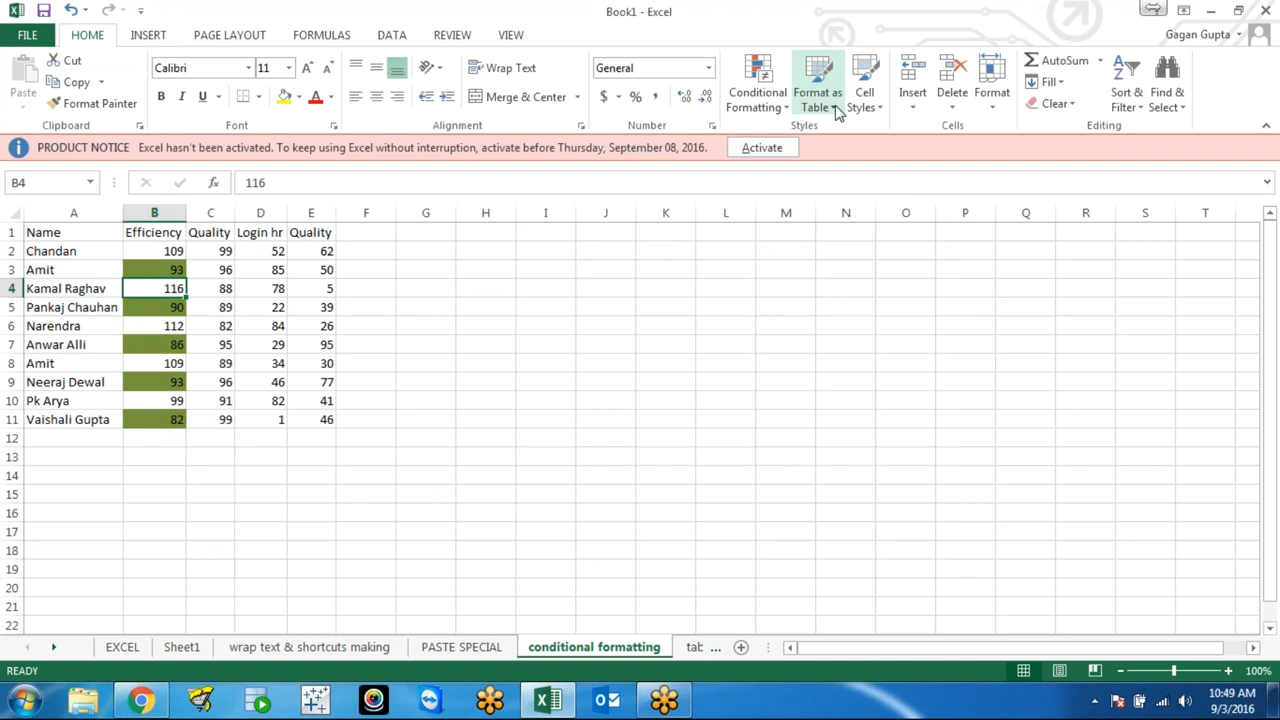 Book1 - Excel
FILE HOME INSERT PAGE LAYOUT FORMULAS DATA REVIEW VIEW Gagan Gupta
Paste
Cut
Copy
Format Painter
Clipboard
Calibri 11
B I U A
Font
Wrap Text
Merge & Center
Alignment
General
$ % ,
Number
Conditional Formatting
Format as Table
Cell Styles
Styles
Insert Delete Format
Cells
AutoSum
Fill
Clear
Sort & Filter
Find & Select
Editing
PRODUCT NOTICE Excel hasn't been activated. To keep using Excel without interruption, activate before Thursday, September 08, 2016. Activate
B4 fx 116
A B C D E F G H I J K L M N O P Q R S T
1 Name Efficiency Quality Login hr Quality
2 Chandan 109 99 52 62
3 Amit 93 96 85 50
4 Kamal Raghav 116 88 78 5
5 Pankaj Chauhan 90 89 22 39
6 Narendra 112 82 84 26
7 Anwar Alli 86 95 29 95
8 Amit 109 89 34 30
9 Neeraj Dewal 93 96 46 77
10 Pk Arya 99 91 82 41
11 Vaishali Gupta 82 99 1 46
12
13
14
15
16
17
18
19
20
21
22
EXCEL Sheet1 wrap text & shortcuts making PASTE SPECIAL conditional formatting tab ...
READY 100%
10:49 AM
9/3/2016